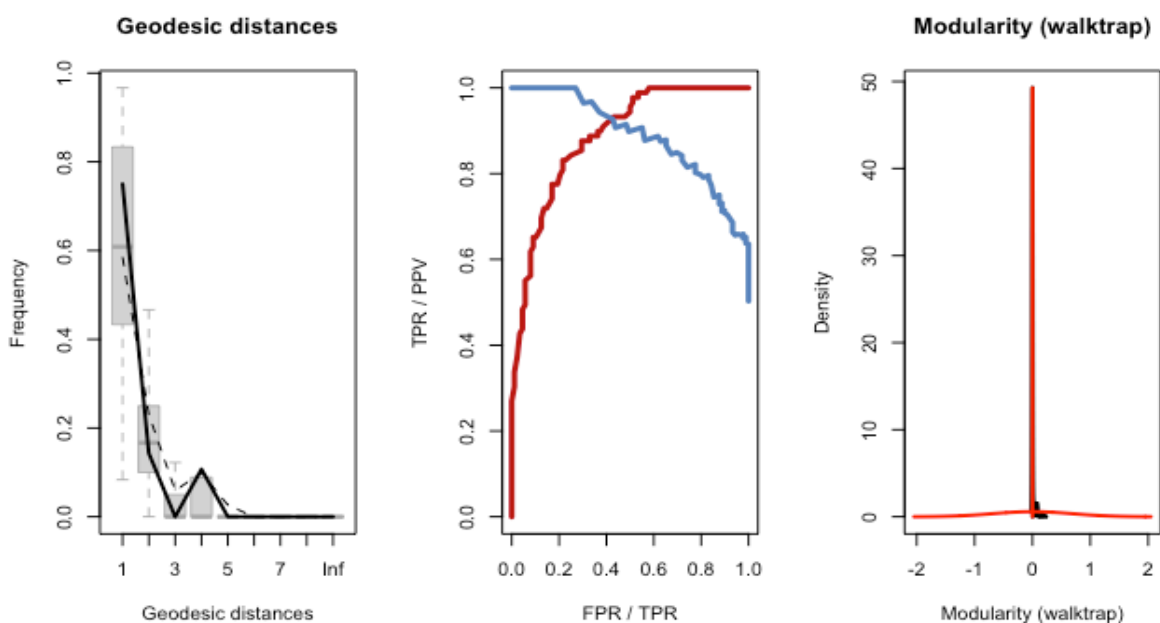 Geodesic distances
Frequency
0.0 0.2 0.4 0.6 0.8 1.0
1 3 5 7 Inf
Geodesic distances
TPR / PPV
0.0 0.2 0.4 0.6 0.8 1.0
0.0 0.2 0.4 0.6 0.8 1.0
FPR / TPR
Modularity (walktrap)
Density
0 10 20 30 40 50
-2 -1 0 1 2
Modularity (walktrap)